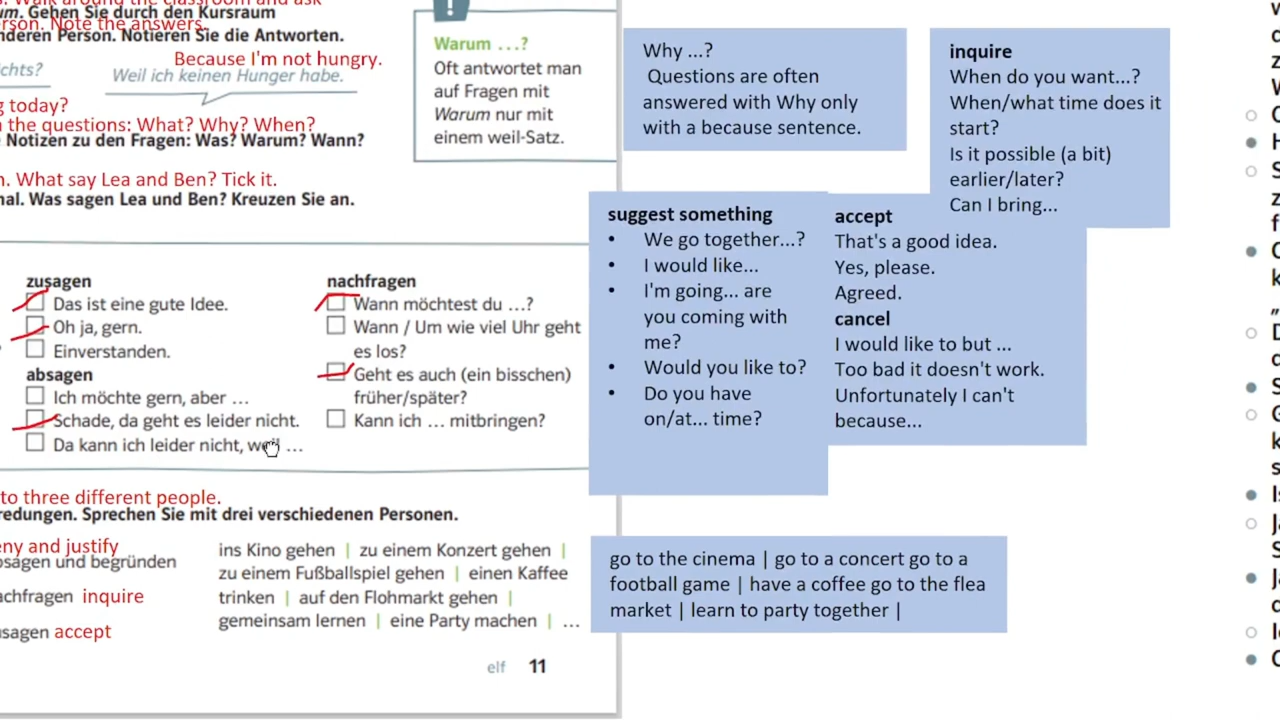 Gehen Sie durch den Kursraum
Walk around the classroom and ask
nderen Person. Notieren Sie die Antworten.
erson. Note the answers.
Because I'm not hungry.
ichts?
Weil ich keinen Hunger habe.
g today?
the questions: What? Why? When?
Notizen zu den Fragen: Was? Warum? Wann?
What say Lea and Ben? Tick it.
nal. Was sagen Lea und Ben? Kreuzen Sie an.
!
Warum ...?
Oft antwortet man
auf Fragen mit
Warum nur mit
einem weil-Satz.
Why ...?
Questions are often
answered with Why only
with a because sentence.
inquire
When do you want...?
When/what time does it
start?
Is it possible (a bit)
earlier/later?
Can I bring...
zusagen
Das ist eine gute Idee.
Oh ja, gern.
Einverstanden.
absagen
Ich möchte gern, aber ...
Schade, da geht es leider nicht.
Da kann ich leider nicht, weil ...
nachfragen
Wann möchtest du ...?
Wann / Um wie viel Uhr geht
es los?
Geht es auch (ein bisschen)
früher/später?
Kann ich ... mitbringen?
suggest something
• We go together...?
• I would like...
• I'm going... are
you coming with
me?
• Would you like to?
• Do you have
on/at... time?
accept
That's a good idea.
Yes, please.
Agreed.
cancel
I would like to but ...
Too bad it doesn't work.
Unfortunately I can't
because...
to three different people.
redungen. Sprechen Sie mit drei verschiedenen Personen.
eny and justify
bsagen und begründen
achfragen inquire
usagen accept
ins Kino gehen | zu einem Konzert gehen |
zu einem Fußballspiel gehen | einen Kaffee
trinken | auf den Flohmarkt gehen |
gemeinsam lernen | eine Party machen | ...
go to the cinema | go to a concert go to a
football game | have a coffee go to the flea
market | learn to party together |
elf 11